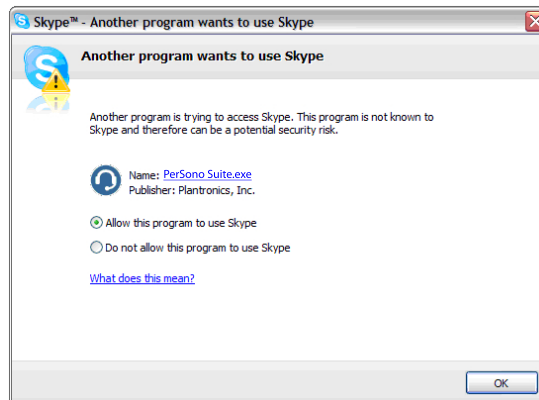 Skype™ - Another program wants to use Skype
Another program wants to use Skype
Another program is trying to access Skype. This program is not known to
Skype and therefore can be a potential security risk.
Name: PerSono Suite.exe
Publisher: Plantronics, Inc.
Allow this program to use Skype
Do not allow this program to use Skype
What does this mean?
OK